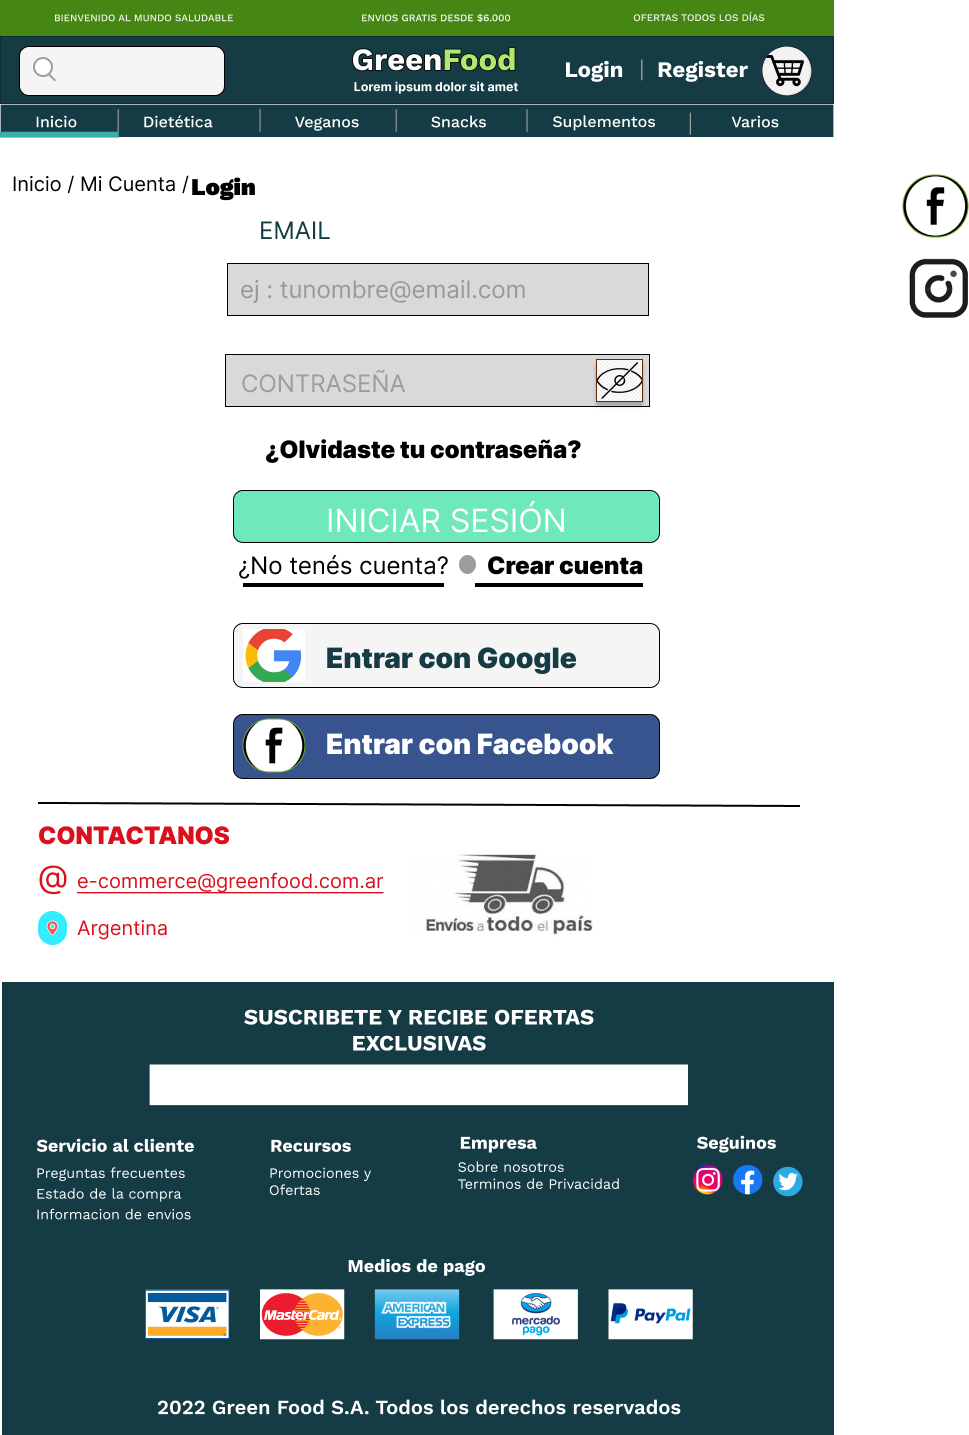 BIENVENIDO AL MUNDO SALUDABLE
ENVIOS GRATIS DESDE $6.000
OFERTAS TODOS LOS DÍAS
GreenFood
Lorem ipsum dolor sit amet
Login
Register
Inicio
Dietética
Veganos
Snacks
Suplementos
Varios
Inicio / Mi Cuenta / Login
EMAIL
ej : tunombre@email.com
CONTRASEÑA
¿Olvidaste tu contraseña?
INICIAR SESIÓN
¿No tenés cuenta?
Crear cuenta
Entrar con Google
Entrar con Facebook
CONTACTANOS
@ e-commerce@greenfood.com.ar
Argentina
Envíos a todo el país
SUSCRIBETE Y RECIBE OFERTAS
EXCLUSIVAS
Servicio al cliente
Preguntas frecuentes
Estado de la compra
Informacion de envios
Recursos
Promociones y
Ofertas
Empresa
Sobre nosotros
Terminos de Privacidad
Seguinos
Medios de pago
VISA
MasterCard
AMERICAN
EXPRESS
mercado
pago
PayPal
2022 Green Food S.A. Todos los derechos reservados